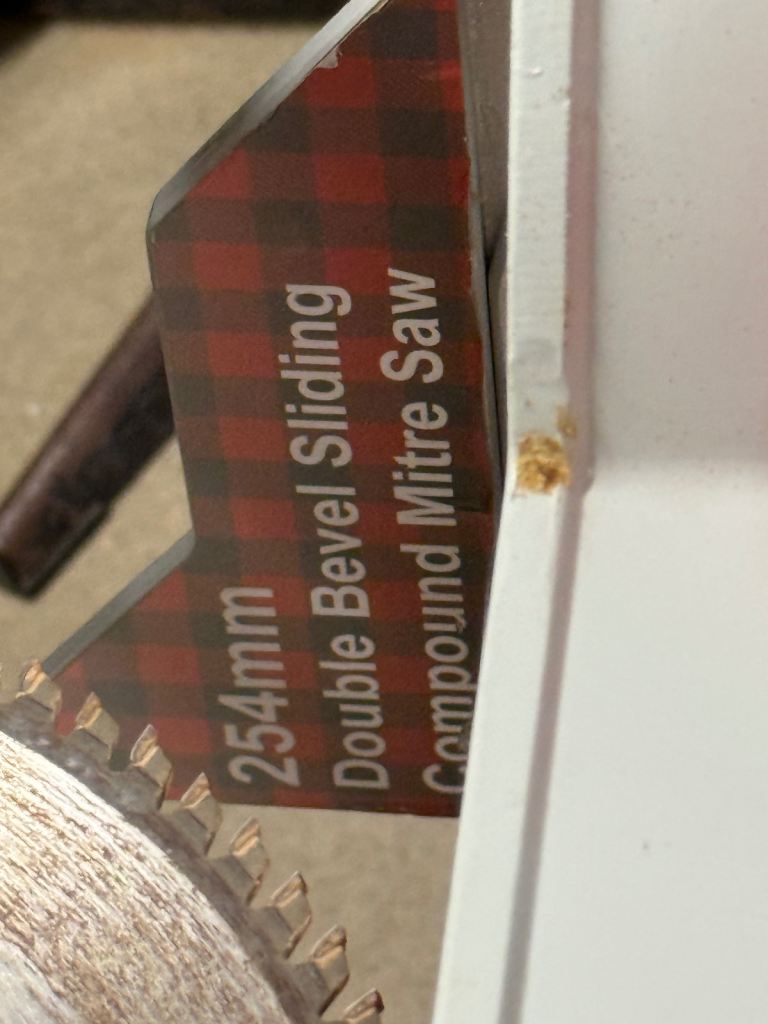 254mm
Double Bevel Sliding
Compound Mitre Saw